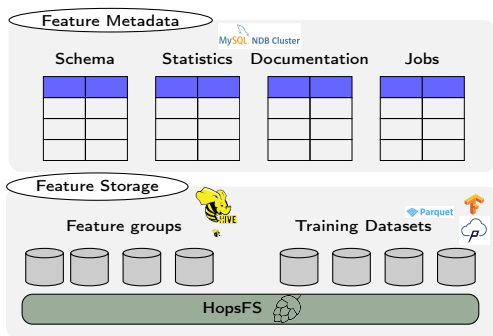 Feature Metadata
MySQL NDB Cluster
Schema
Statistics
Documentation
Jobs
Feature Storage
HIVE
Feature groups
Parquet
Training Datasets
P
HopsFS